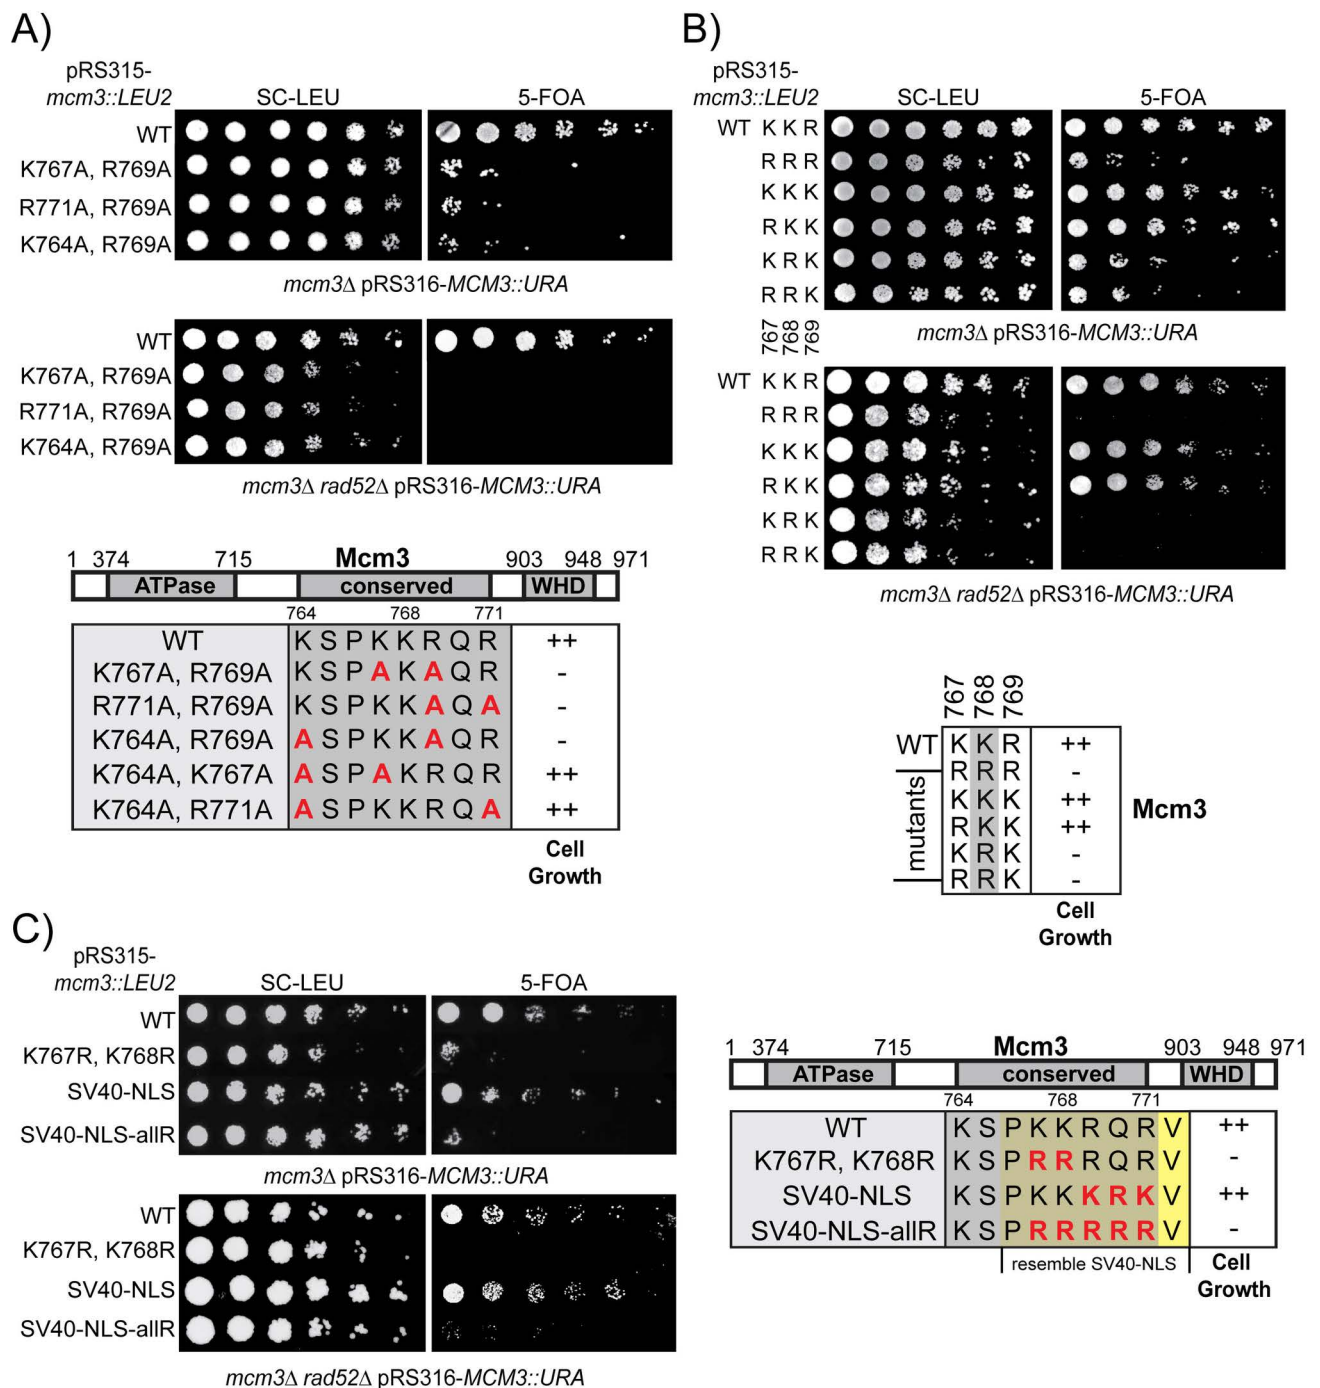 A)
pRS315-
mcm3::LEU2 SC-LEU 5-FOA
WT
K767A, R769A
R771A, R769A
K764A, R769A
mcm3Δ pRS316-MCM3::URA
WT
K767A, R769A
R771A, R769A
K764A, R769A
mcm3Δ rad52Δ pRS316-MCM3::URA
1 374 715 Mcm3 903 948 971
ATPase conserved WHD
764 768 771
WT K S P K K R Q R ++
K767A, R769A K S P A K A Q R -
R771A, R769A K S P K K A Q A -
K764A, R769A A S P K K A Q R -
K764A, K767A A S P A K R Q R ++
K764A, R771A A S P K K R Q A ++
Cell
Growth
B)
pRS315-
mcm3::LEU2 SC-LEU 5-FOA
WT K K R
R R R
K K K
R K K
K R K
R R K
767 768 769
mcm3Δ pRS316-MCM3::URA
WT K K R
R R R
K K K
R K K
K R K
R R K
mcm3Δ rad52Δ pRS316-MCM3::URA
767 768 769
WT K K R ++
mutants
R R R -
K K K ++
R K K ++
K R K -
R R K -
Mcm3
Cell
Growth
C)
pRS315-
mcm3::LEU2 SC-LEU 5-FOA
WT
K767R, K768R
SV40-NLS
SV40-NLS-allR
mcm3Δ pRS316-MCM3::URA
WT
K767R, K768R
SV40-NLS
SV40-NLS-allR
mcm3Δ rad52Δ pRS316-MCM3::URA
1 374 715 Mcm3 903 948 971
ATPase conserved WHD
764 768 771
WT K S P K K R Q R V ++
K767R, K768R K S P R R R Q R V -
SV40-NLS K S P K K K R K V ++
SV40-NLS-allR K S P R R R R R V -
resemble SV40-NLS
Cell
Growth